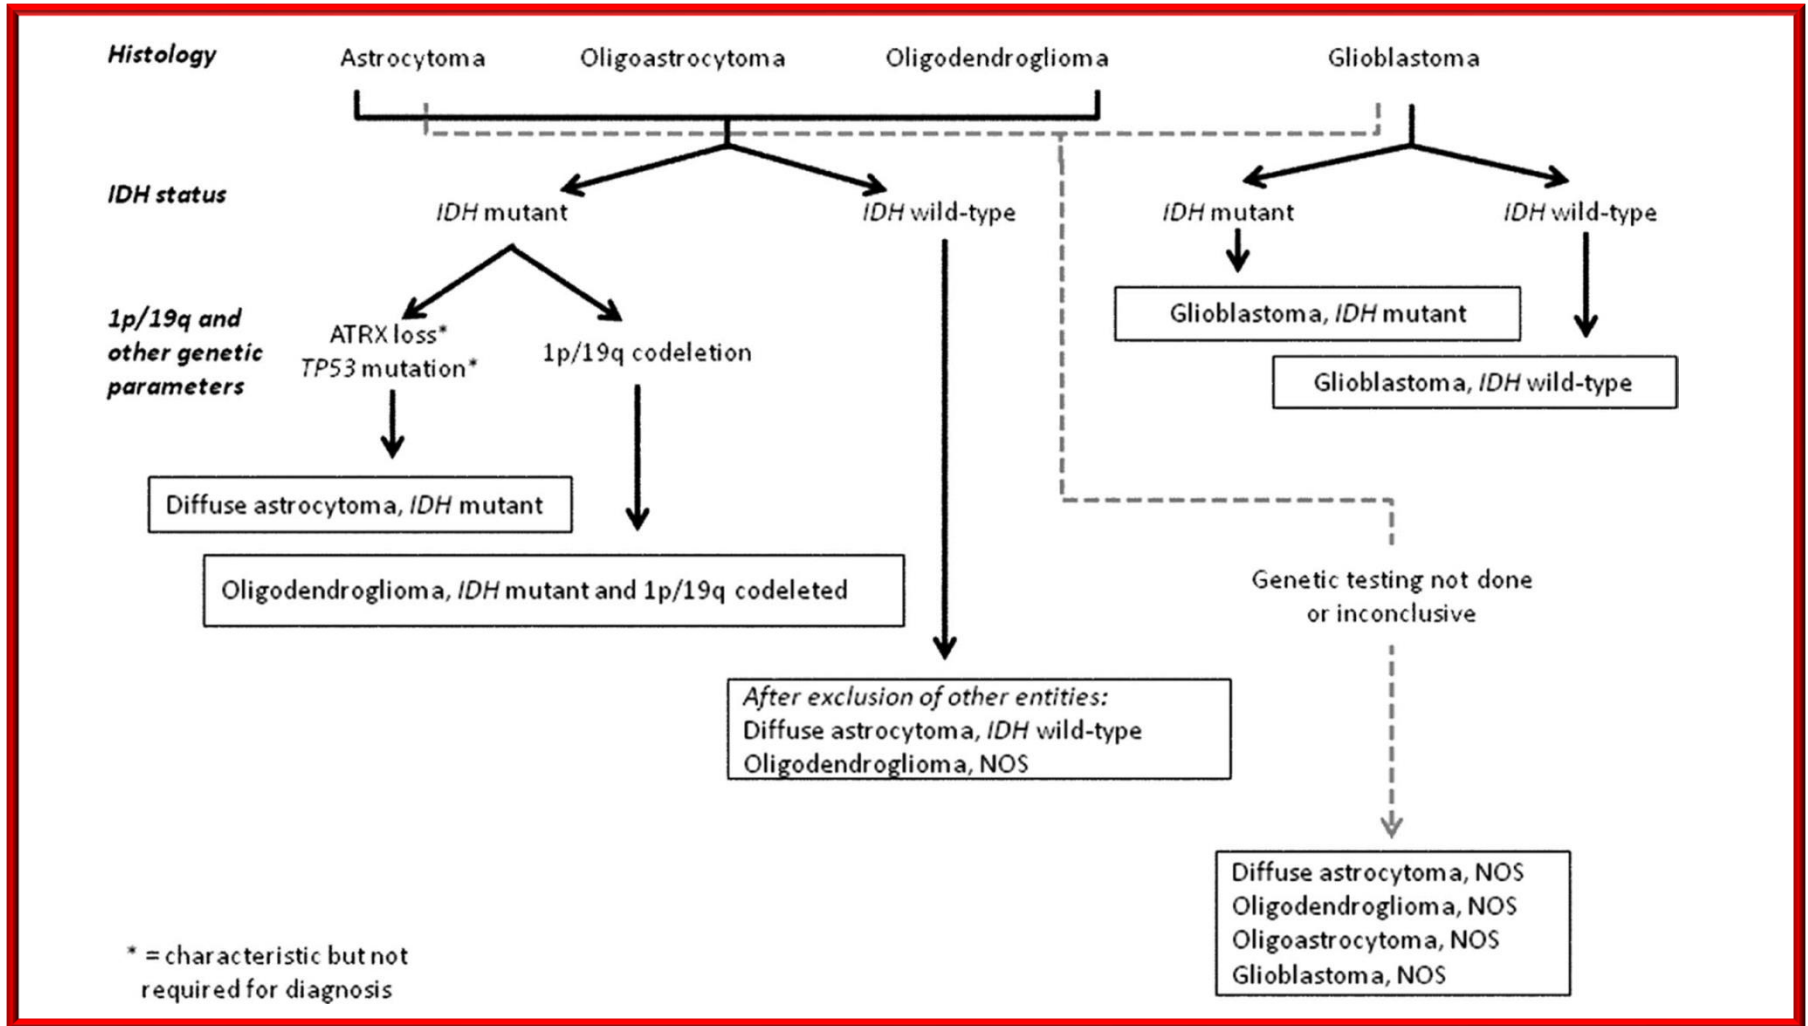 Histology
Astrocytoma
Oligoastrocytoma
Oligodendroglioma
Glioblastoma
IDH status
IDH mutant
IDH wild-type
IDH mutant
IDH wild-type
1p/19q and
other genetic
parameters
ATRX loss*
TP53 mutation*
1p/19q codeletion
Glioblastoma, IDH mutant
Glioblastoma, IDH wild-type
Diffuse astrocytoma, IDH mutant
Oligodendroglioma, IDH mutant and 1p/19q codeleted
Genetic testing not done
or inconclusive
After exclusion of other entities:
Diffuse astrocytoma, IDH wild-type
Oligodendroglioma, NOS
Diffuse astrocytoma, NOS
Oligodendroglioma, NOS
Oligoastrocytoma, NOS
Glioblastoma, NOS
* = characteristic but not
required for diagnosis